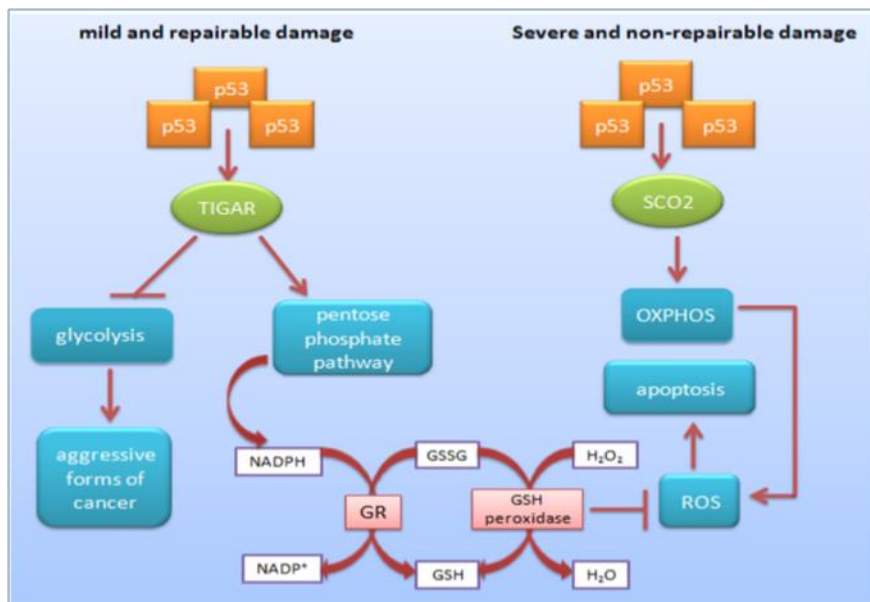 mild and repairable damage
Severe and non-repairable damage
p53
p53
p53
p53
p53
p53
TIGAR
SCO2
glycolysis
pentose
phosphate
pathway
OXPHOS
apoptosis
aggressive
forms of
cancer
NADPH
GSSG
H₂O₂
GR
GSH
peroxidase
ROS
NADP⁺
GSH
H₂O